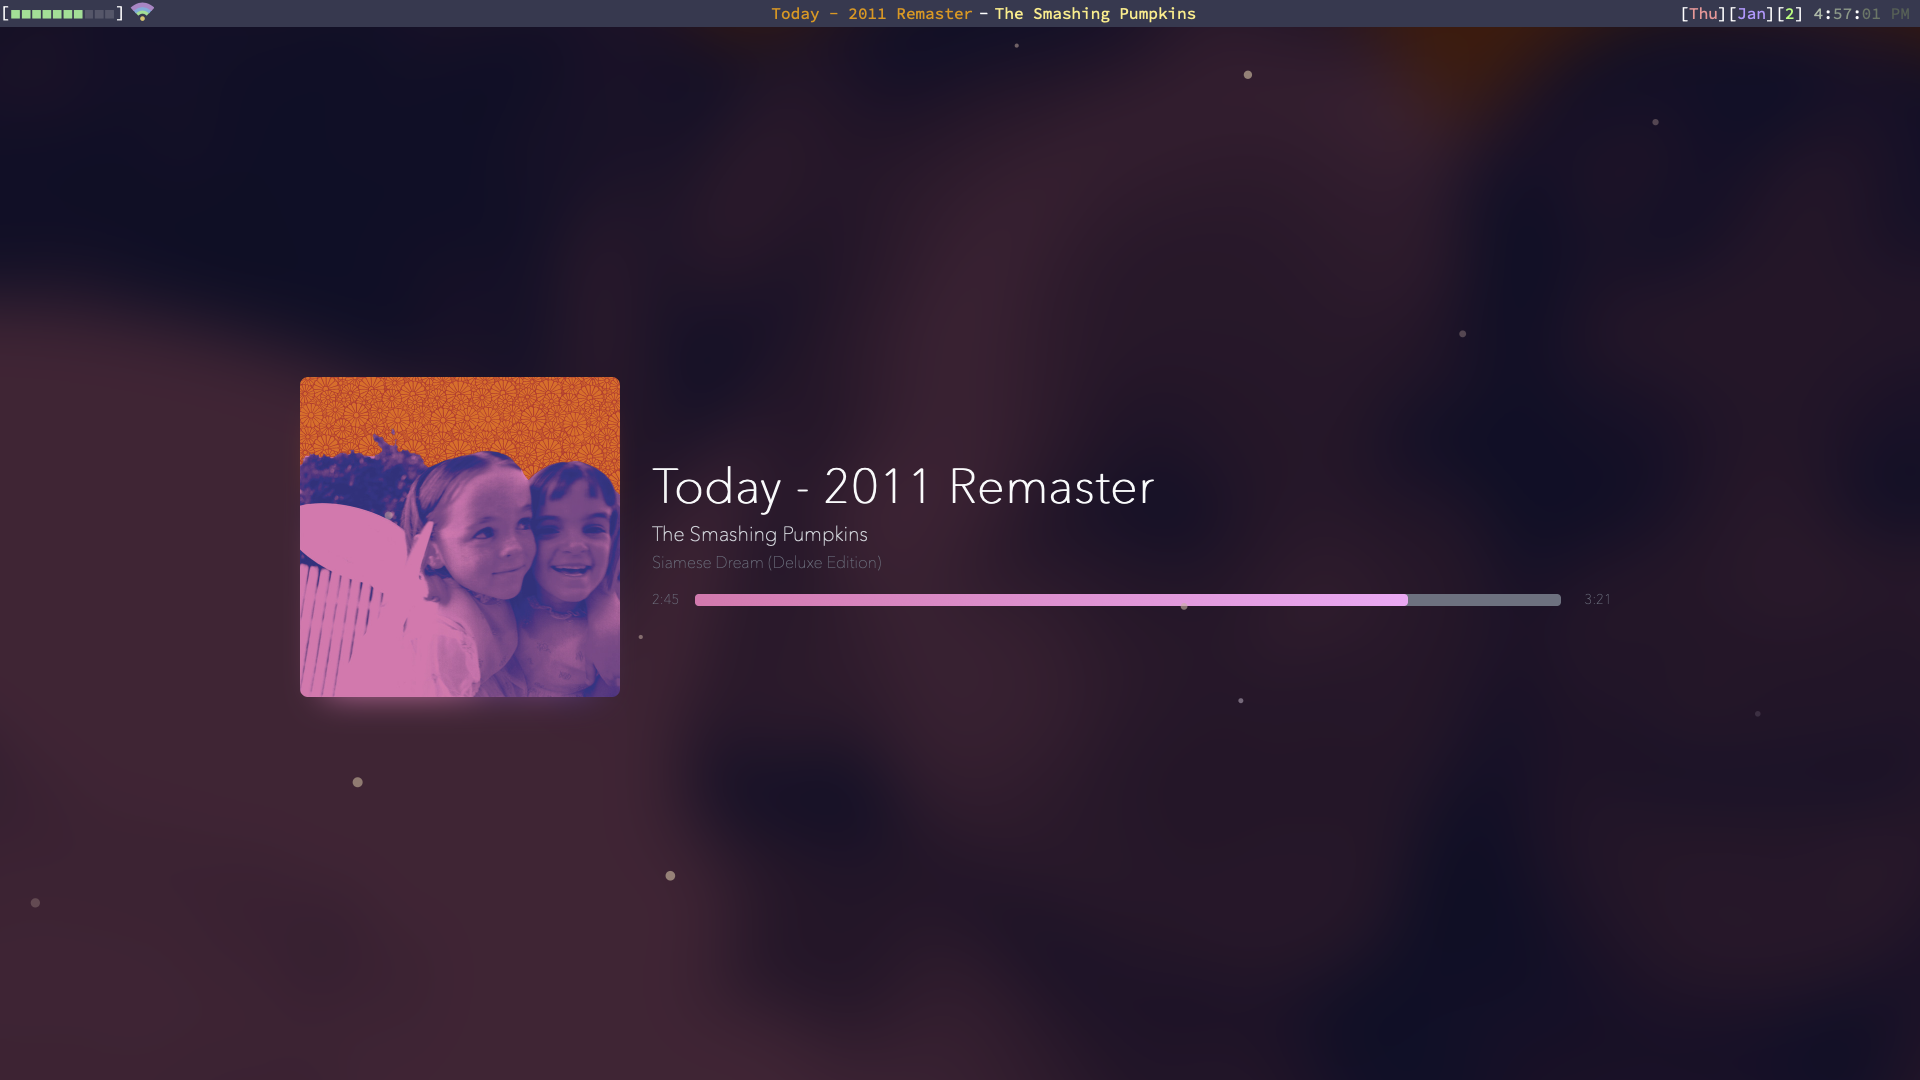 Today - 2011 Remaster - The Smashing Pumpkins
[Thu][Jan][2] 4:57:01 PM
Today - 2011 Remaster
The Smashing Pumpkins
Siamese Dream (Deluxe Edition)
2:45
3:21